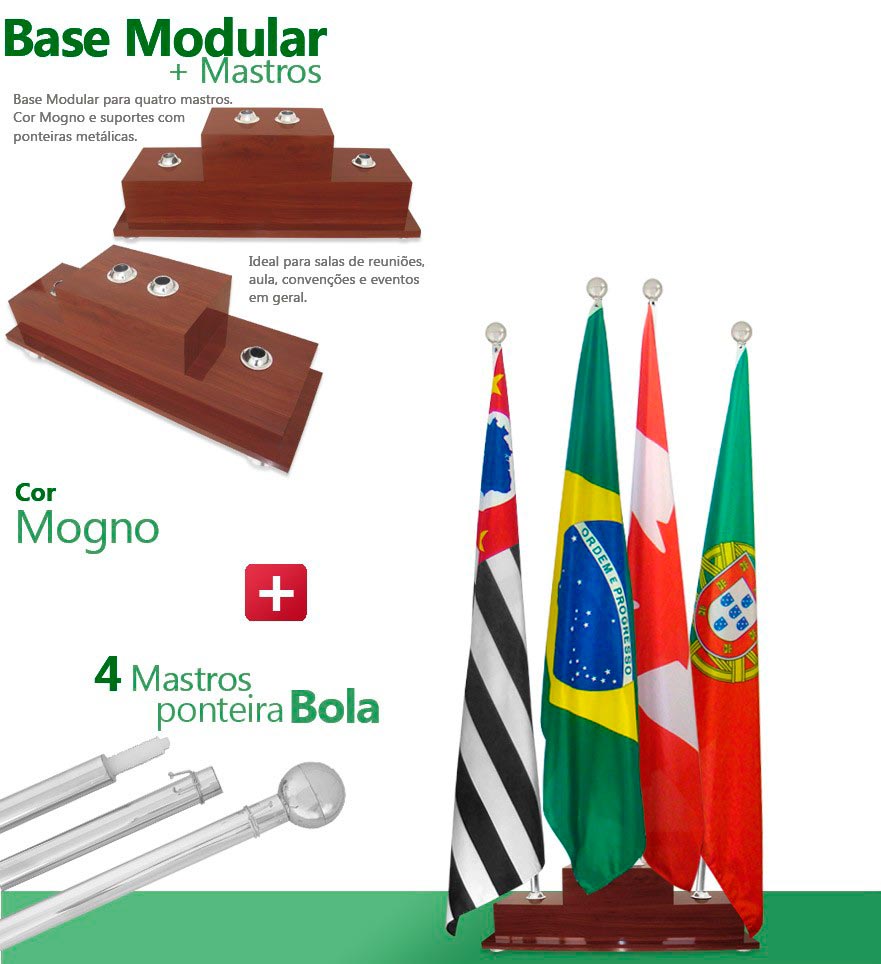 Base Modular
+ Mastros
Base Modular para quatro mastros.
Cor Mogno e suportes com
ponteiras metálicas.
Ideal para salas de reuniões,
aula, convenções e eventos
em geral.
Cor
Mogno
+
4 Mastros
ponteira Bola
ORDEM E PROGRESSO